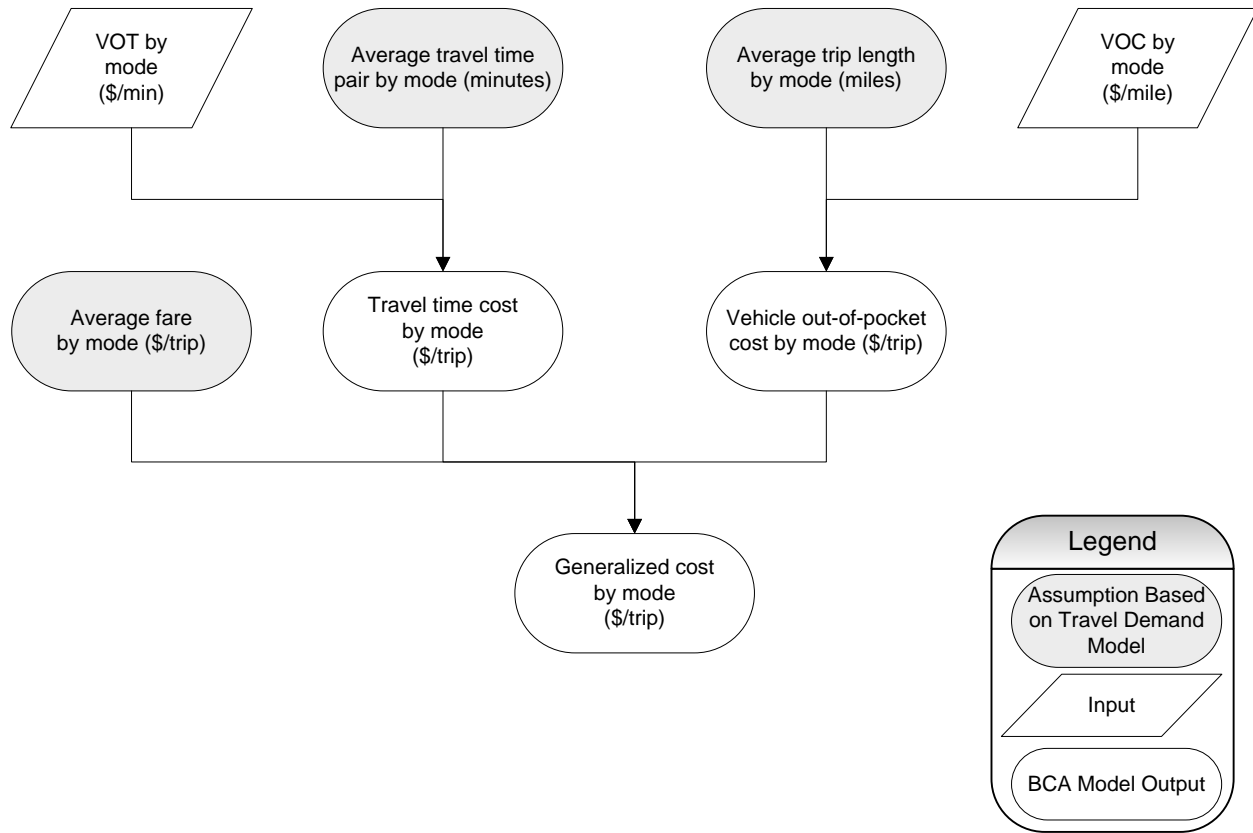 VOT by
mode
($/min)
Average travel time
pair by mode (minutes)
Average trip length
by mode (miles)
VOC by
mode
($/mile)
Average fare
by mode ($/trip)
Travel time cost
by mode
($/trip)
Vehicle out-of-pocket
cost by mode ($/trip)
Generalized cost
by mode
($/trip)
Legend
Assumption Based
on Travel Demand
Model
Input
BCA Model Output